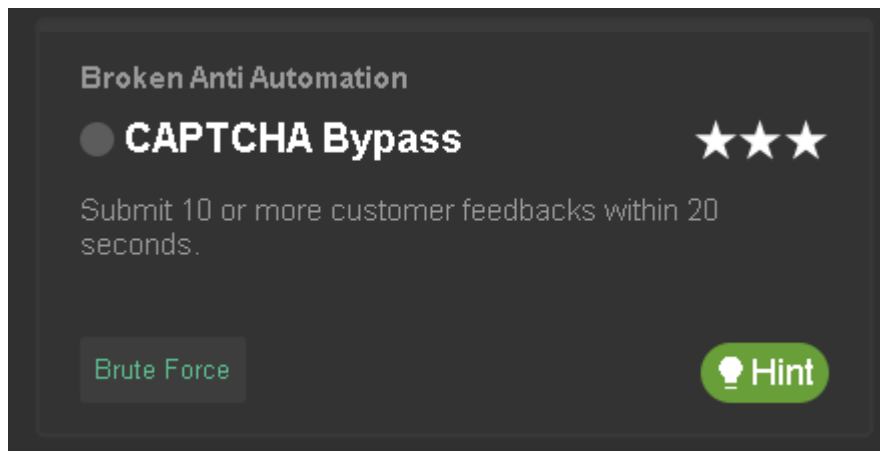 Broken Anti Automation
CAPTCHA Bypass
Submit 10 or more customer feedbacks within 20
seconds.
Brute Force
Hint